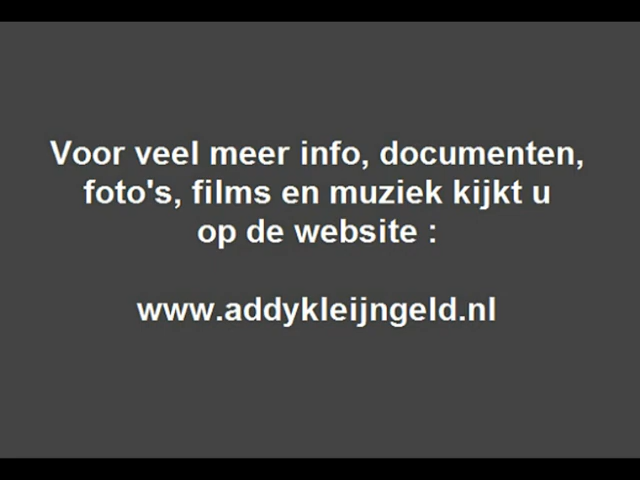 Voor veel meer info, documenten,
foto's, films en muziek kijkt u
op de website :
www.addykleijngeld.nl